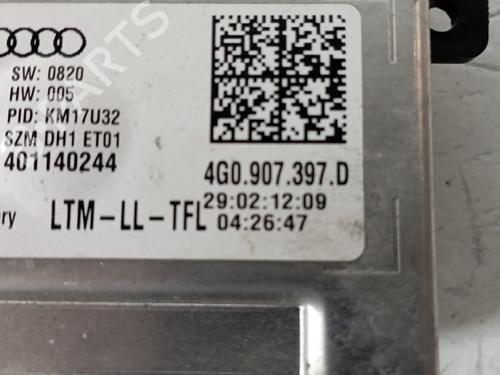 SW: 0820
HW: 005
PID: KM17U32
SZM DH1 ET01
401140244
4G0.907.397.D
29:02:12:09
LTM-LL-TFL
04:26:47